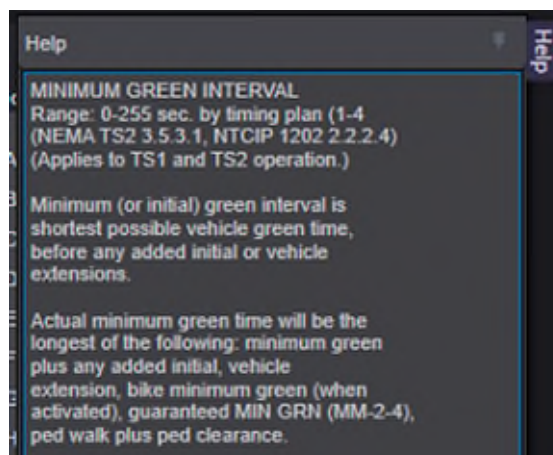 Help
Help
MINIMUM GREEN INTERVAL
Range: 0-255 sec. by timing plan (1-4
(NEMA TS2 3.5.3.1, NTCIP 1202 2.2.2.4)
(Applies to TS1 and TS2 operation.)
Minimum (or initial) green interval is
shortest possible vehicle green time,
before any added initial or vehicle
extensions.
Actual minimum green time will be the
longest of the following: minimum green
plus any added initial, vehicle
extension, bike minimum green (when
activated), guaranteed MIN GRN (MM-2-4),
ped walk plus ped clearance.